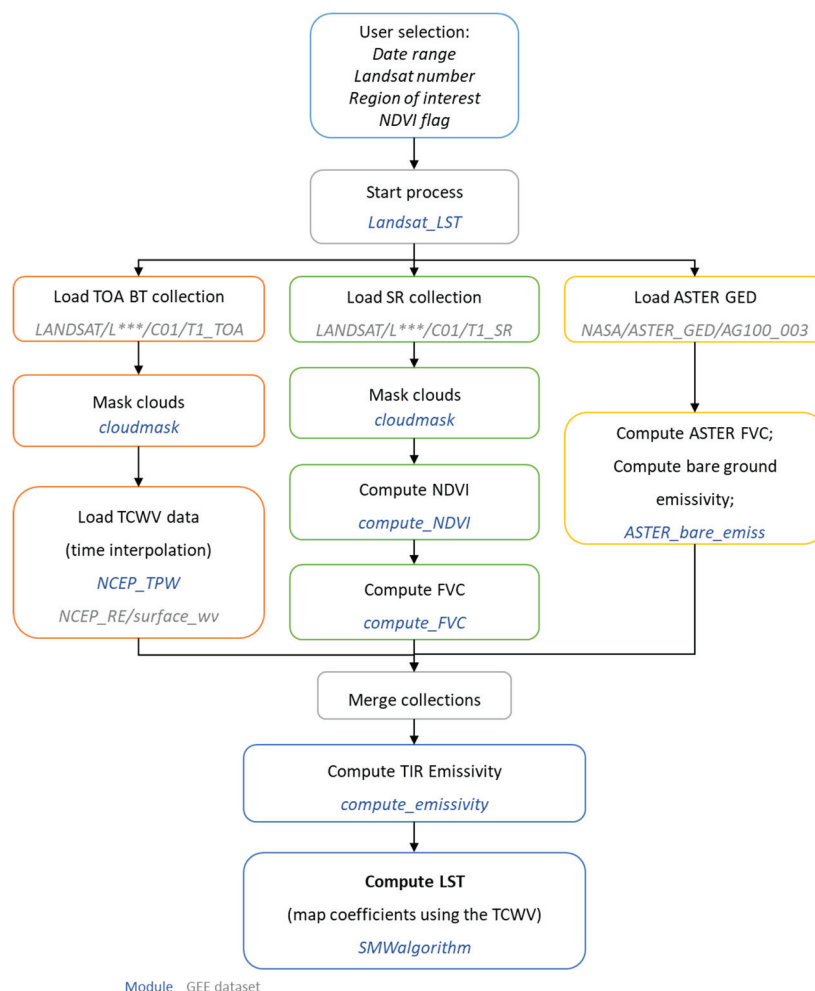 User selection:
Date range
Landsat number
Region of interest
NDVI flag
Start process
Landsat_LST
Load TOA BT collection
LANDSAT/L***/C01/T1_TOA
Mask clouds
cloudmask
Load TCWV data
(time interpolation)
NCEP_TPW
NCEP_RE/surface_wv
Load SR collection
LANDSAT/L***/C01/T1_SR
Mask clouds
cloudmask
Compute NDVI
compute_NDVI
Compute FVC
compute_FVC
Load ASTER GED
NASA/ASTER_GED/AG100_003
Compute ASTER FVC;
Compute bare ground
emissivity;
ASTER_bare_emiss
Merge collections
Compute TIR Emissivity
compute_emissivity
Compute LST
(map coefficients using the TCWV)
SMWalgorithm
Module GEE dataset